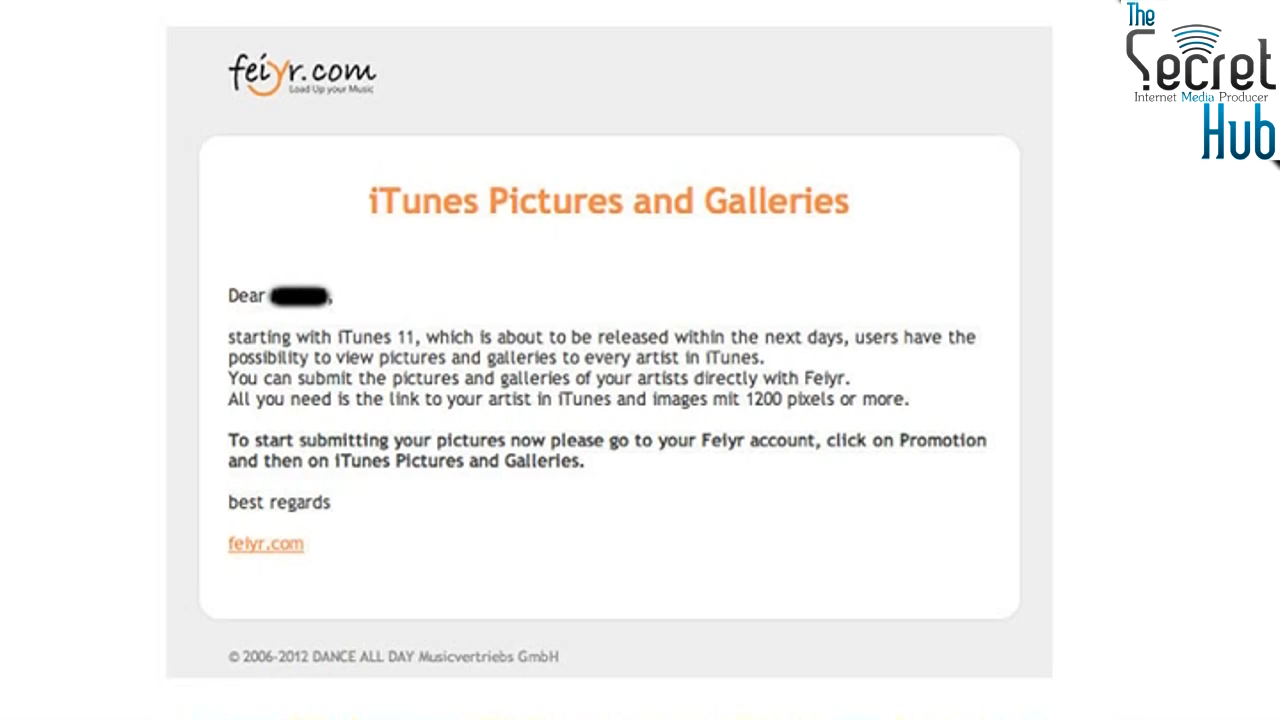 feiyr.com
Load Up your Music
The
Secret
Internet Media Producer
Hub
iTunes Pictures and Galleries
Dear ,
starting with iTunes 11, which is about to be released within the next days, users have the
possibility to view pictures and galleries to every artist in iTunes.
You can submit the pictures and galleries of your artists directly with Feiyr.
All you need is the link to your artist in iTunes and images mit 1200 pixels or more.
To start submitting your pictures now please go to your Feiyr account, click on Promotion
and then on iTunes Pictures and Galleries.
best regards
feiyr.com
© 2006-2012 DANCE ALL DAY Musicvertriebs GmbH